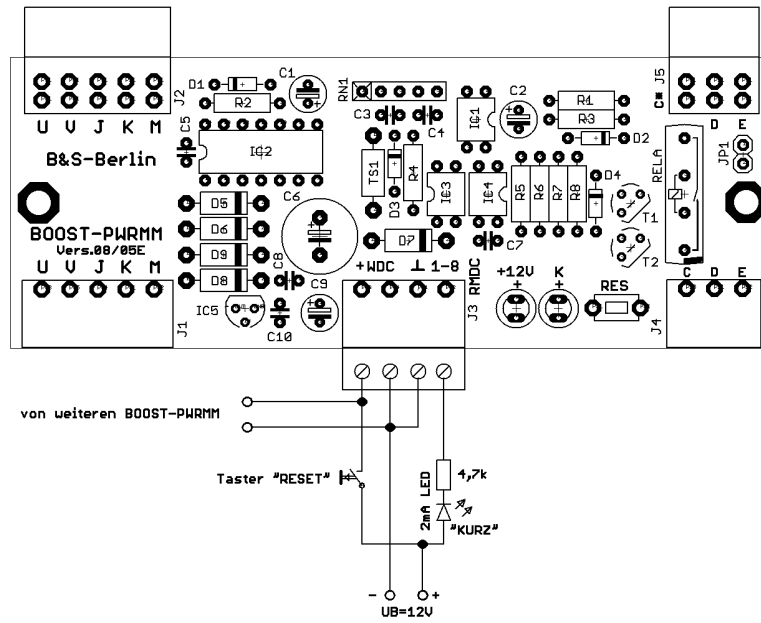 D1
C1
RN1
C2
J2
R2
C3
C4
IC1
R1
R3
J5
C*
D
E
U V J K M
C5
D2
B&S-Berlin
IC2
TS1
R4
RELA
JP1
D3
IC3
IC4
R5
R6
R7
R8
D4
T1
C6
D5
D6
D9
D8
BOOST-PWRMM
Vers.08/05E
D7
C7
T2
U V J K M
C8
C9
+WDC ⊥ 1-8
RMDC
+12V
+
K
+
RES
C D E
IC5
C10
J1
J3
J4
von weiteren BOOST-PWRMM
Taster "RESET"
4,7k
2mA LED
"KURZ"
- +
UB=12V